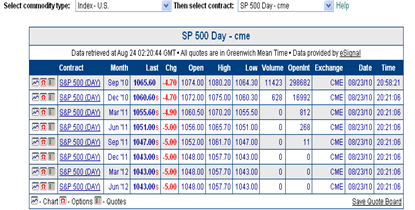 Select commodity type: Index - U.S. Then select contract: SP 500 Day - cme Help
SP 500 Day - cme
Data retrieved at Aug 24 02:20:44 GMT • All quotes are in Greenwich Mean Time • Data provided by eSignal
Contract Month Last Chg Open High Low Volume OpenInt Exchange Date Time
S&P 500 (DAY) Sep '10 1065.60 -4.70 1074.00 1080.20 1064.30 11423 298682 CME 08/23/10 20:58:21
S&P 500 (DAY) Dec '10 1060.60s -4.70 1072.00 1075.00 1060.30 628 16992 CME 08/23/10 20:21:06
S&P 500 (DAY) Mar '11 1055.60s -4.90 1060.50 1070.20 1055.50 0 812 CME 08/23/10 20:21:06
S&P 500 (DAY) Jun '11 1051.00s -5.00 1056.00 1065.70 1051.00 0 268 CME 08/23/10 20:21:06
S&P 500 (DAY) Sep '11 1047.00s -5.00 1052.00 1061.70 1047.00 0 11 CME 08/23/10 20:21:06
S&P 500 (DAY) Dec '11 1043.00s -5.00 1048.00 1057.70 1043.00 0 0 CME 08/23/10 20:21:06
S&P 500 (DAY) Mar '12 1043.00s -5.00 1048.00 1057.70 1043.00 0 0 CME 08/23/10 20:21:06
S&P 500 (DAY) Jun '12 1043.00s -5.00 1048.00 1057.70 1043.00 0 0 CME 08/23/10 20:21:06
- Chart - Options - Quotes Save Quote Board